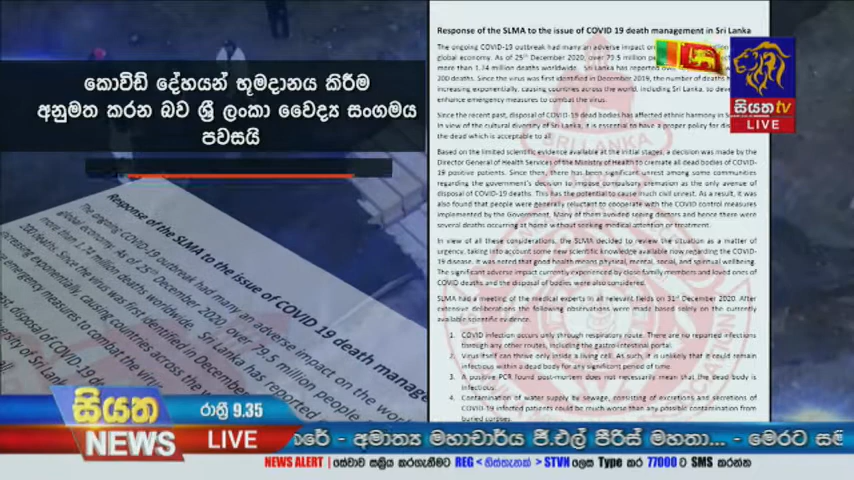 කොවිඩ් දේහයන් භූමදානය කිරීම
අනුමත කරන බව ශ්‍රී ලංකා වෛද්‍ය සංගමය
පවසයි
Response of the SLMA to the issue of COVID 19 death management in Sri Lanka
The ongoing COVID-19 outbreak had many an adverse impact on
global economy. As of 25th December 2020, over 79.5 million pe
more than 1.74 million deaths worldwide. Sri Lanka has reported
200 deaths. Since the virus was first identified in December 2019, the number of deaths h
increasing exponentially, causing countries across the world, including Sri Lanka, to dev
enhance emergency measures to combat the virus.
Since the recent past, disposal of COVID-19 dead bodies has affected ethnic harmony in S
In view of the cultural diversity of Sri Lanka, it is essential to have a proper policy for dis
the dead which is acceptable to all.
Based on the limited scientific evidence available at the initial stages, a decision was made by the
Director General of Health Services of the Ministry of Health to cremate all dead bodies of COVID-
19 positive patients. Since then, there has been significant unrest among some communities
regarding the government's decision to impose compulsory cremation as the only avenue of
disposal of COVID-19 deaths. This has the potential to cause much civil unrest. As a result, it was
also found that people were generally reluctant to cooperate with the COVID control measures
implemented by the Government. Many of them avoided seeing doctors and hence there were
several deaths occurring at home without seeking medical attention or treatment.
In view of all these considerations, the SLMA decided to review the situation as a matter of
urgency, taking into account some new scientific knowledge available now regarding the COVID-
19 disease. It was noted that good health means physical, mental, social, and spiritual wellbeing.
The significant adverse impact currently experienced by close family members and loved ones of
COVID deaths and the disposal of bodies were also considered.
SLMA had a meeting of the medical experts in all relevant fields on 31st December 2020. After
extensive deliberations the following observations were made based solely on the currently
available scientific evidence.
1. COVID infection occurs only through respiratory route. There are no reported infections
through any other routes, including the gastrointestinal portal.
2. Virus itself can thrive only inside a living cell. As such, it is unlikely that it could remain
infectious within a dead body for any significant period of time.
3. A positive PCR found post-mortem does not necessarily mean that the dead body is
infectious.
4. Contamination of water supply by sewage, consisting of excretions and secretions of
COVID-19 infected patients could be much worse than any possible contamination from
buried corpses.
සියත tv
LIVE
Response of the SLMA to the issue of COVID 19 death manage
The ongoing COVID-19 outbreak had many an adverse impact on the
global economy. As of 25th December 2020, over 79.5 million people
1.74 million deaths worldwide. Sri Lanka has reported
200 deaths. Since the virus was first identified in December
increasing exponentially, causing countries across the
emergency measures to combat the virus.
past, disposal of COVID-19
සියත
NEWS
රාත්‍රී 9.35
LIVE
හරේ - අමාත්‍ය මහාචාර්ය ජී.එල් පීරිස් මහතා... - මෙරට සෑම
NEWS ALERT | සේවාව සක්‍රිය කරගැනීමට REG < හිස්තැනක් > STVN ලෙස Type කර 77000 ට SMS කරන්න